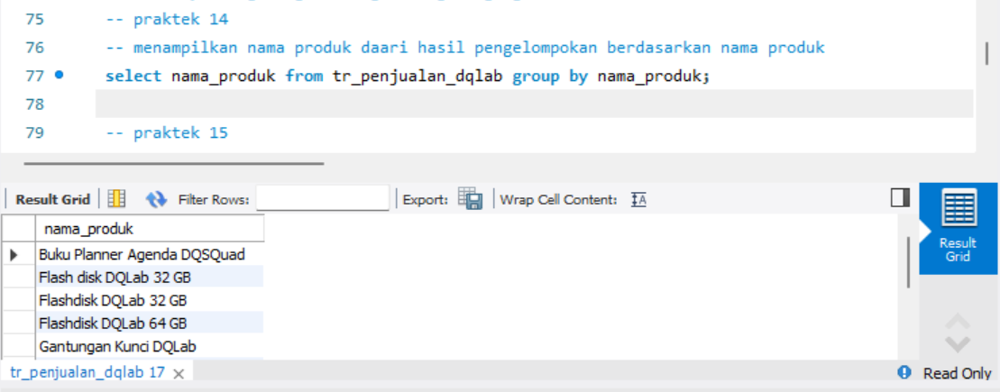 75 -- praktek 14
76 -- menampilkan nama produk daari hasil pengelompokan berdasarkan nama produk
77 select nama_produk from tr_penjualan_dqlab group by nama_produk;
78
79 -- praktek 15
Result Grid Filter Rows: Export: Wrap Cell Content: IA
nama_produk
Buku Planner Agenda DQSQuad
Flash disk DQLab 32 GB
Flashdisk DQLab 32 GB
Flashdisk DQLab 64 GB
Gantungan Kunci DQLab
Result
Grid
tr_penjualan_dqlab 17 Read Only